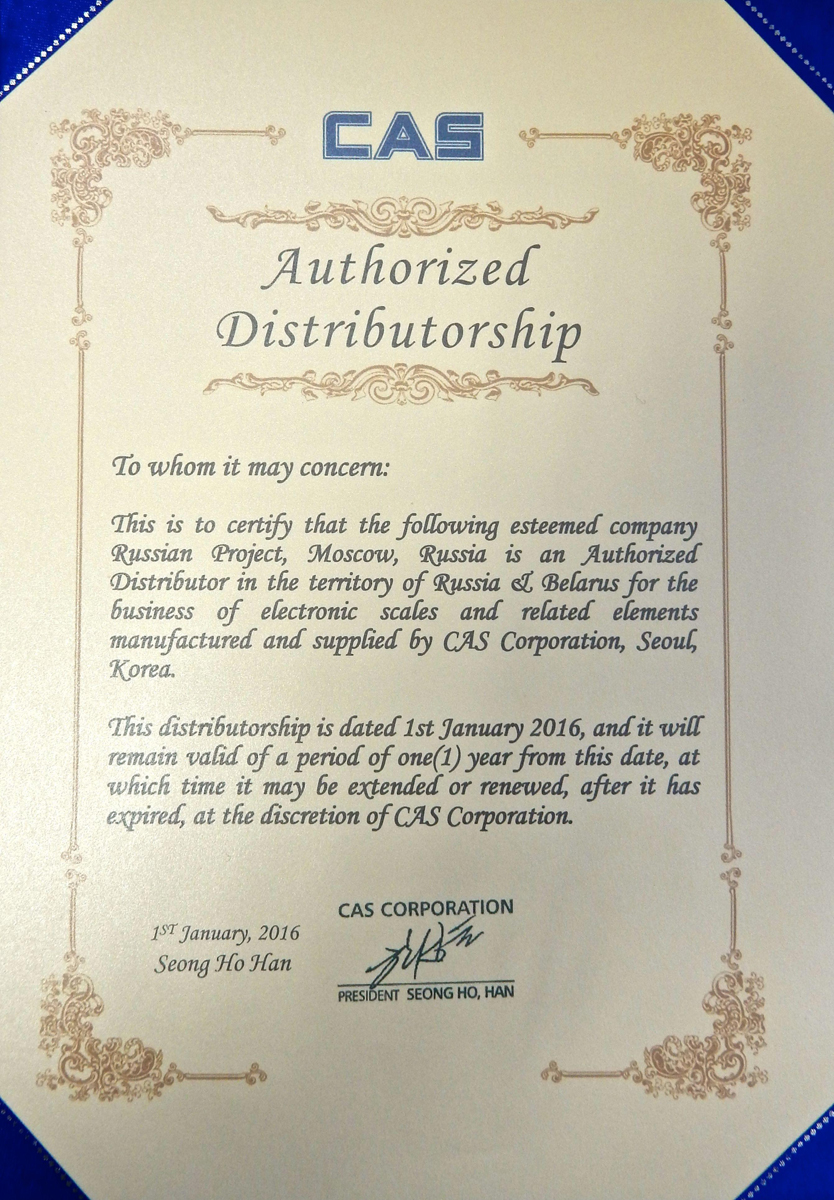 CAS
Authorized
Distributorship
To whom it may concern:
This is to certify that the following esteemed company
Russian Project, Moscow, Russia is an Authorized
Distributor in the territory of Russia & Belarus for the
business of electronic scales and related elements
manufactured and supplied by CAS Corporation, Seoul,
Korea.
This distributorship is dated 1st January 2016, and it will
remain valid of a period of one(1) year from this date, at
which time it may be extended or renewed, after it has
expired, at the discretion of CAS Corporation.
1ST January, 2016
Seong Ho Han
CAS CORPORATION
PRESIDENT SEONG HO, HAN